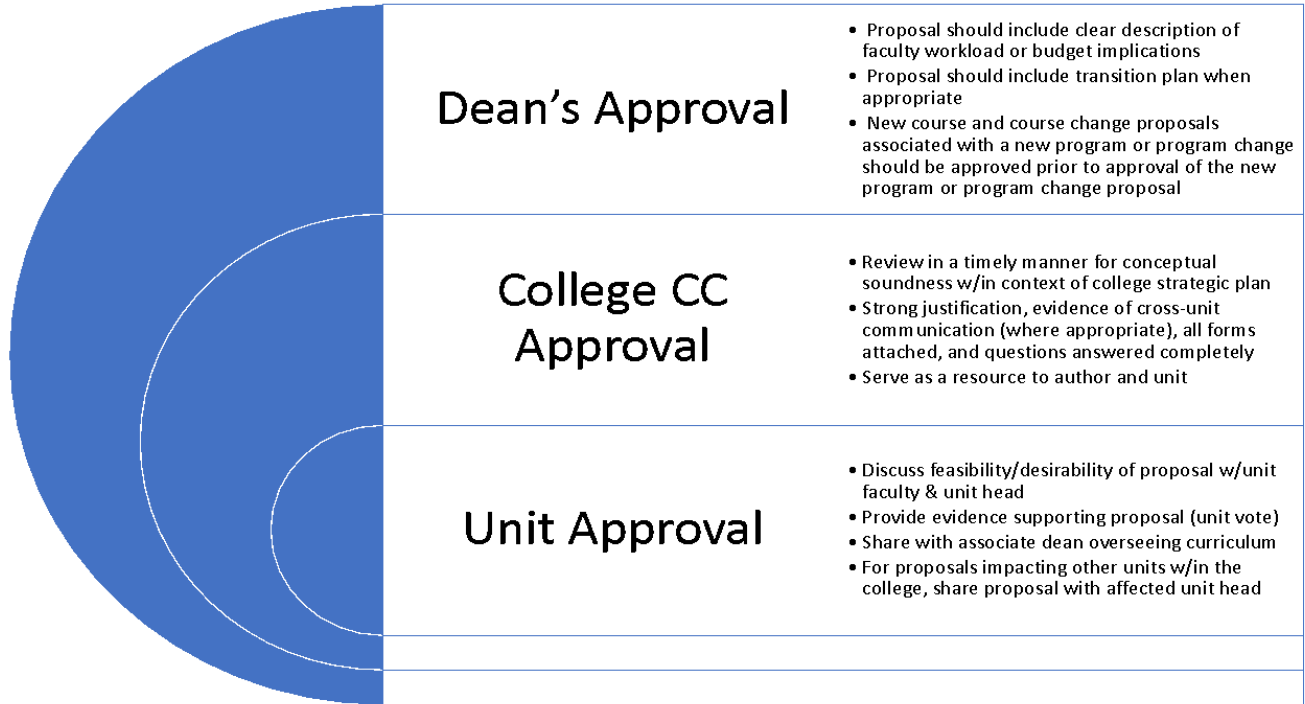 Dean's Approval
• Proposal should include clear description of
faculty workload or budget implications
• Proposal should include transition plan when
appropriate
• New course and course change proposals
associated with a new program or program change
should be approved prior to approval of the new
program or program change proposal
College CC
Approval
• Review in a timely manner for conceptual
soundness w/in context of college strategic plan
• Strong justification, evidence of cross-unit
communication (where appropriate), all forms
attached, and questions answered completely
• Serve as a resource to author and unit
Unit Approval
• Discuss feasibility/desirability of proposal w/unit
faculty & unit head
• Provide evidence supporting proposal (unit vote)
• Share with associate dean overseeing curriculum
• For proposals impacting other units w/in the
college, share proposal with affected unit head